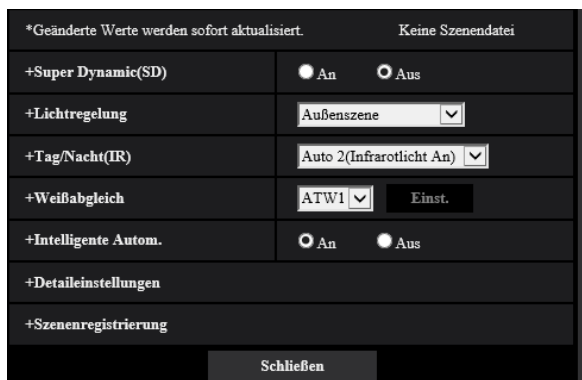 *Geänderte Werte werden sofort aktualisiert. Keine Szenendatei
+Super Dynamic(SD) An Aus
+Lichtregelung Außenszene
+Tag/Nacht(IR) Auto 2(Infrarotlicht An)
+Weißabgleich ATW1 Einst.
+Intelligente Autom. An Aus
+Detaileinstellungen
+Szenenregistrierung
Schließen